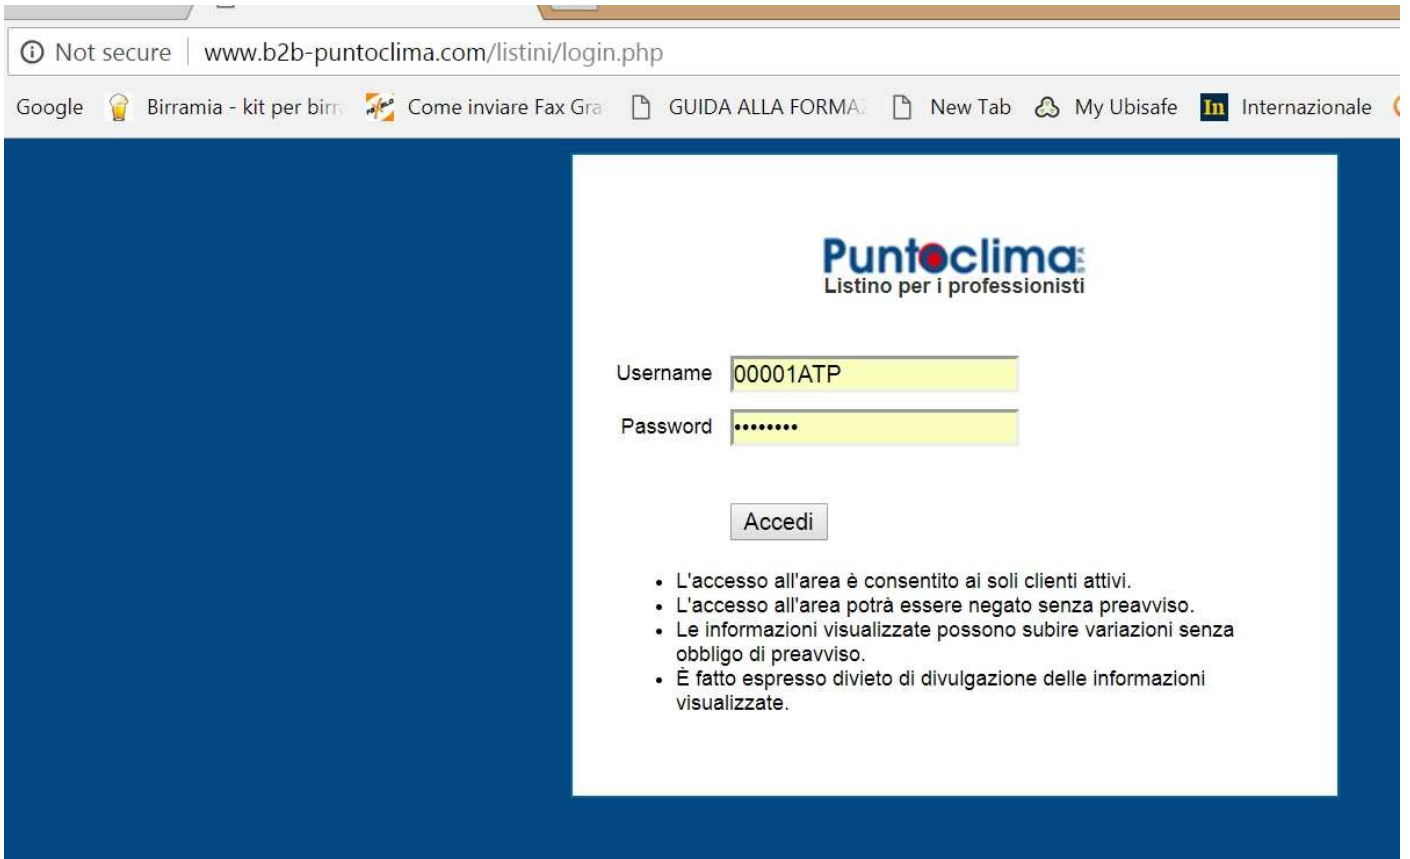 Not secure www.b2b-puntoclima.com/listini/login.php
Google Birramia - kit per birr Come inviare Fax Gra GUIDA ALLA FORMAZ New Tab My Ubisafe In Internazionale
Puntoclima
Listino per i professionisti
Username 00001ATP
Password ••••••••
Accedi
• L'accesso all'area è consentito ai soli clienti attivi.
• L'accesso all'area potrà essere negato senza preavviso.
• Le informazioni visualizzate possono subire variazioni senza
obbligo di preavviso.
• È fatto espresso divieto di divulgazione delle informazioni
visualizzate.